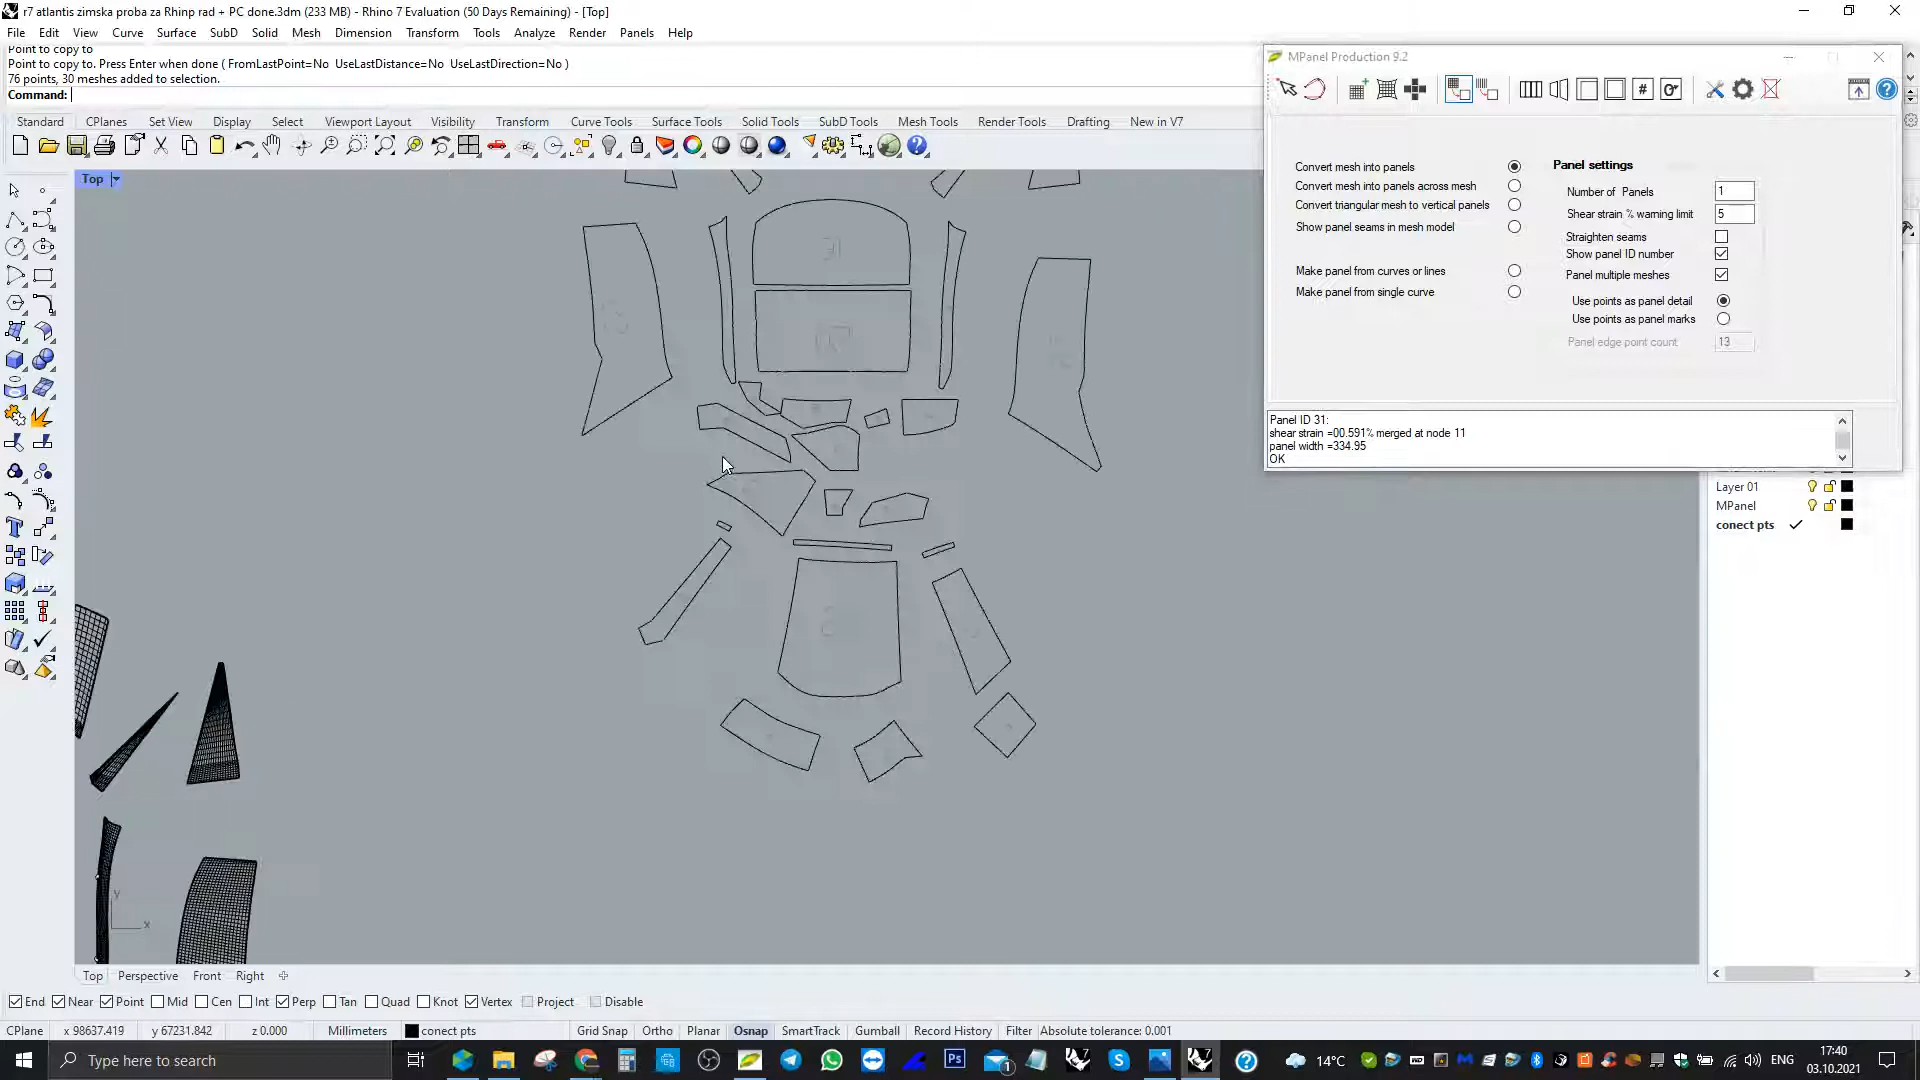 r7 atlantis zimska proba za Rhinp rad + PC done.3dm (233 MB) - Rhino 7 Evaluation (50 Days Remaining) - [Top]
File Edit View Curve Surface SubD Solid Mesh Dimension Transform Tools Analyze Render Panels Help
Point to copy to
Point to copy to. Press Enter when done ( FromLastPoint=No UseLastDistance=No UseLastDirection=No )
76 points, 30 meshes added to selection.
Command:
Standard CPlanes Set View Display Select Viewport Layout Visibility Transform Curve Tools Surface Tools Solid Tools SubD Tools Mesh Tools Render Tools Drafting New in V7
Top
MPanel Production 9.2
Convert mesh into panels
Convert mesh into panels across mesh
Convert triangular mesh to vertical panels
Show panel seams in mesh model
Make panel from curves or lines
Make panel from single curve
Panel settings
Number of Panels 1
Shear strain % warning limit 5
Straighten seams
Show panel ID number
Panel multiple meshes
Use points as panel detail
Use points as panel marks
Panel edge point count 13
Panel ID 31:
shear strain =00.591% merged at node 11
panel width =334.95
OK
Layer 01
MPanel
conect pts
y
x
Top Perspective Front Right
End Near Point Mid Cen Int Perp Tan Quad Knot Vertex Project Disable
CPlane x 98637.419 y 67231.842 z 0.000 Millimeters conect pts Grid Snap Ortho Planar Osnap SmartTrack Gumball Record History Filter Absolute tolerance: 0.001
Type here to search
14°C ENG
17:40
03.10.2021